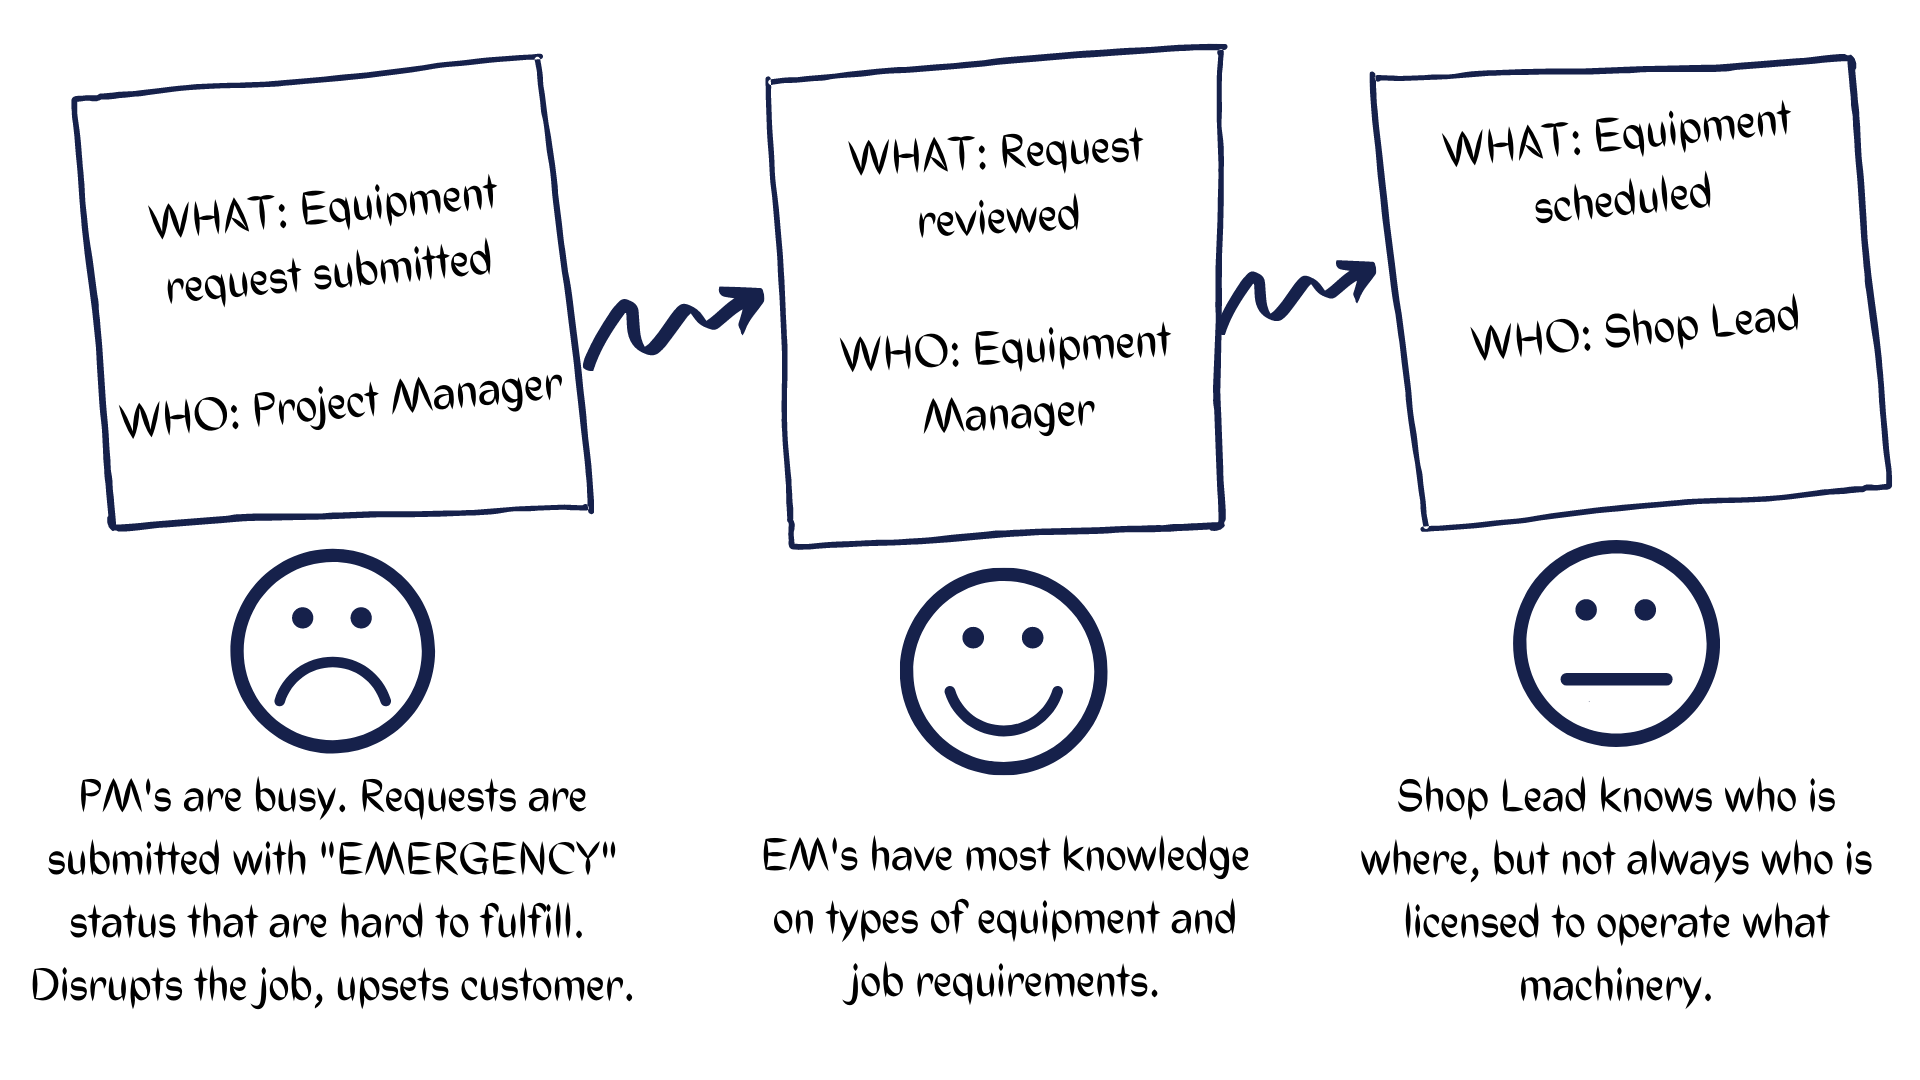 WHAT: Equipment
request submitted
WHO: Project Manager
WHAT: Request
reviewed
WHO: Equipment
Manager
WHAT: Equipment
scheduled
WHO: Shop Lead
PM's are busy. Requests are
submitted with "EMERGENCY"
status that are hard to fulfill.
Disrupts the job, upsets customer.
EM's have most knowledge
on types of equipment and
job requirements.
Shop Lead knows who is
where, but not always who is
licensed to operate what
machinery.